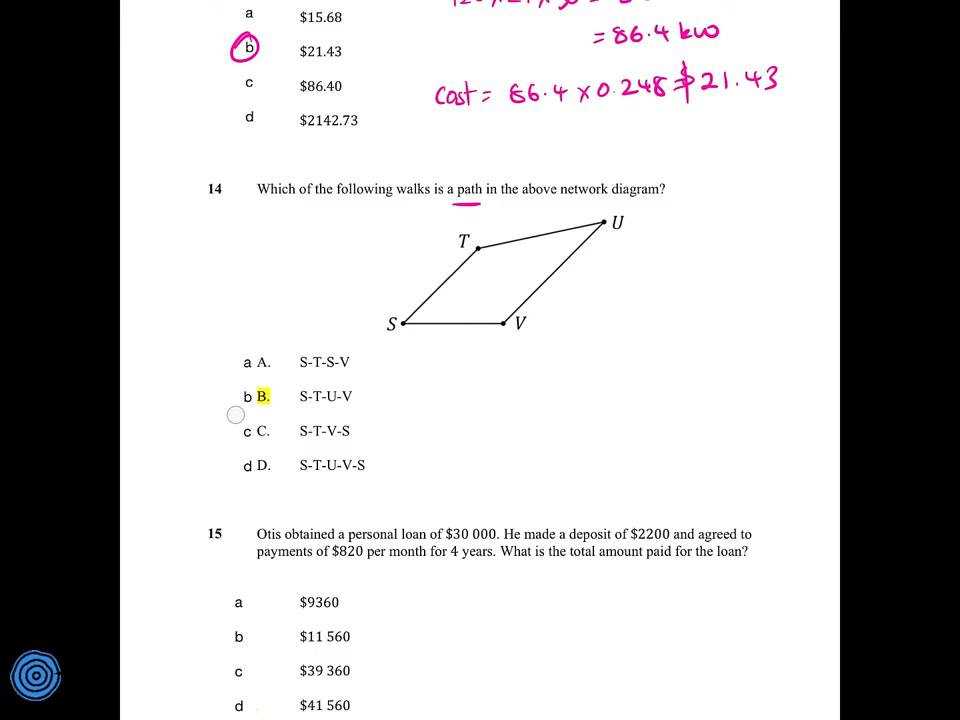 a $15.68
= 86.4 kw
b $21.43
c $86.40
cost = 86.4 x 0.248 $21.43
d $2142.73
14 Which of the following walks is a path in the above network diagram?
U
T
S
V
a A. S-T-S-V
b B. S-T-U-V
c C. S-T-V-S
d D. S-T-U-V-S
15 Otis obtained a personal loan of $30 000. He made a deposit of $2200 and agreed to
payments of $820 per month for 4 years. What is the total amount paid for the loan?
a $9360
b $11 560
c $39 360
d $41 560